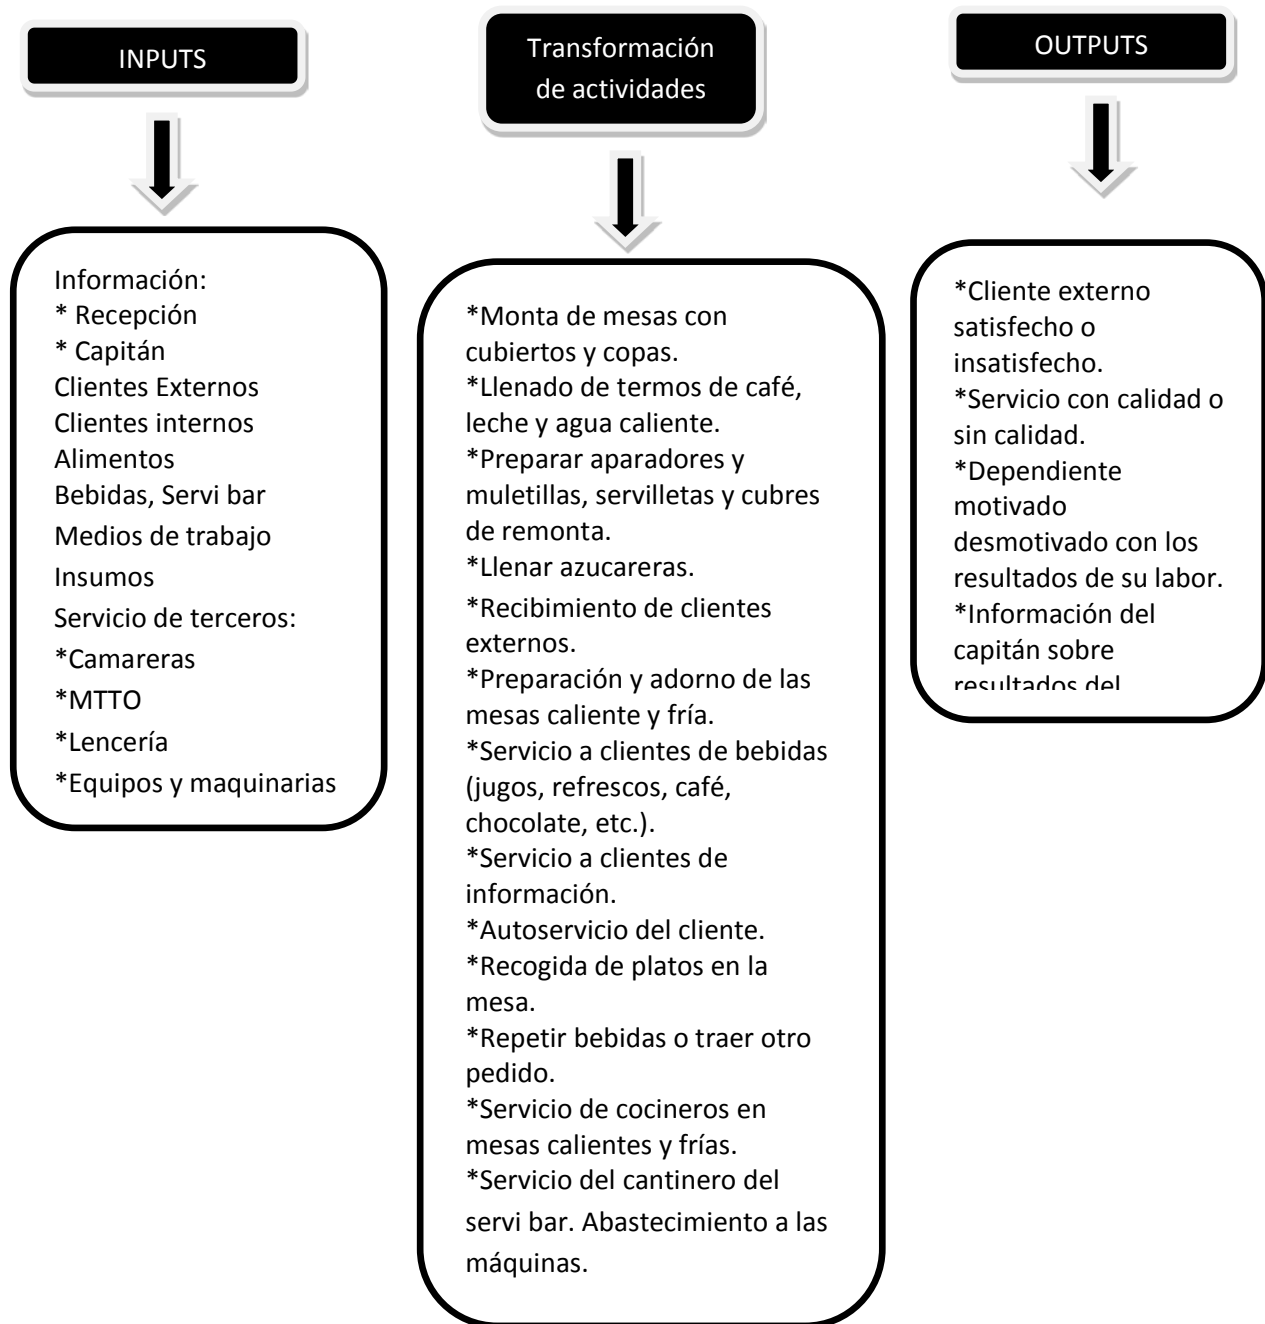 INPUTS
Información:
* Recepción
* Capitán
Clientes Externos
Clientes internos
Alimentos
Bebidas, Servi bar
Medios de trabajo
Insumos
Servicio de terceros:
*Camareras
*MTTO
*Lencería
*Equipos y maquinarias
Transformación
de actividades
*Monta de mesas con
cubiertos y copas.
*Llenado de termos de café,
leche y agua caliente.
*Preparar aparadores y
muletillas, servilletas y cubres
de remonta.
*Llenar azucareras.
*Recibimiento de clientes
externos.
*Preparación y adorno de las
mesas caliente y fría.
*Servicio a clientes de bebidas
(jugos, refrescos, café,
chocolate, etc.).
*Servicio a clientes de
información.
*Autoservicio del cliente.
*Recogida de platos en la
mesa.
*Repetir bebidas o traer otro
pedido.
*Servicio de cocineros en
mesas calientes y frías.
*Servicio del cantinero del
servi bar. Abastecimiento a las
máquinas.
OUTPUTS
*Cliente externo
satisfecho o
insatisfecho.
*Servicio con calidad o
sin calidad.
*Dependiente
motivado
desmotivado con los
resultados de su labor.
*Información del
capitán sobre
resultados del